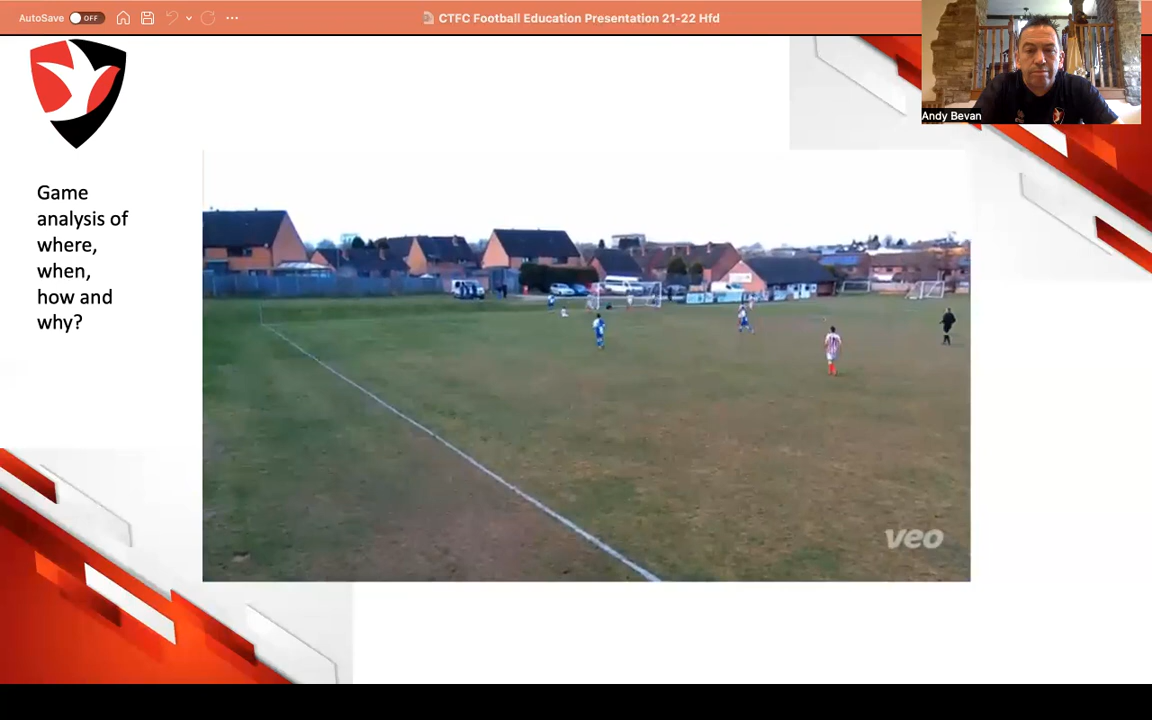 AutoSave OFF
CTFC Football Education Presentation 21-22 Hfd
Andy Bevan
Game
analysis of
where,
when,
how and
why?
veo